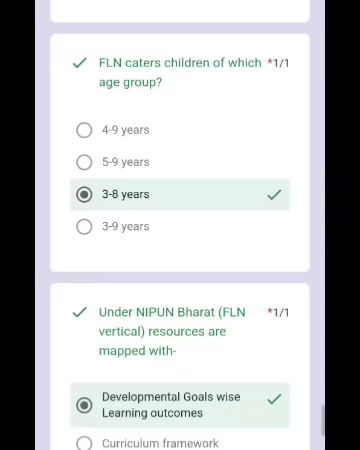 FLN caters children of which *1/1
age group?
4-9 years
5-9 years
3-8 years
3-9 years
Under NIPUN Bharat (FLN *1/1
vertical) resources are
mapped with-
Developmental Goals wise
Learning outcomes
Curriculum framework